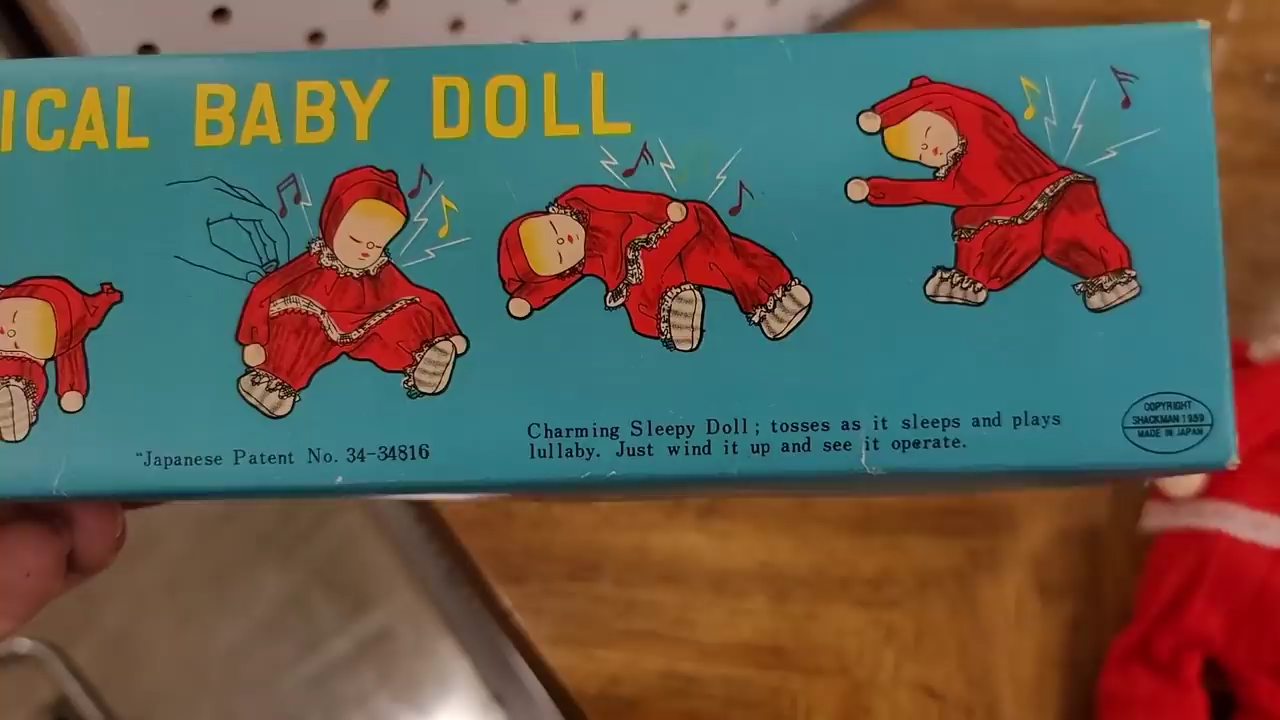 ICAL BABY DOLL
"Japanese Patent No. 34-34816
Charming Sleepy Doll; tosses as it sleeps and plays
lullaby. Just wind it up and see it operate.
COPYRIGHT
SHACKMAN 1959
MADE IN JAPAN